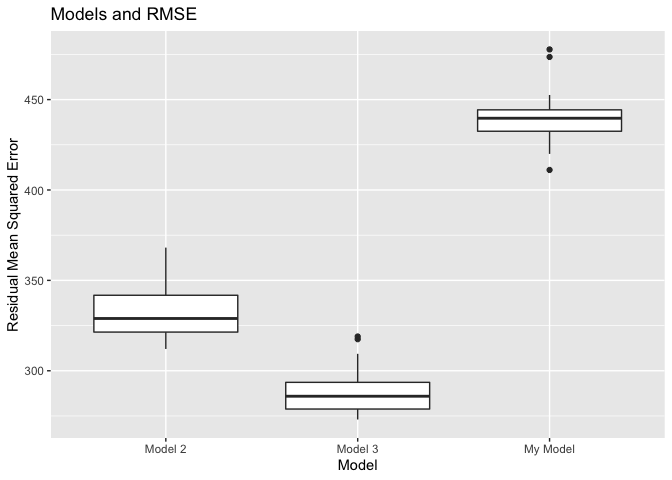 Models and RMSE
Residual Mean Squared Error
450
400
350
300
Model 2
Model 3
My Model
Model